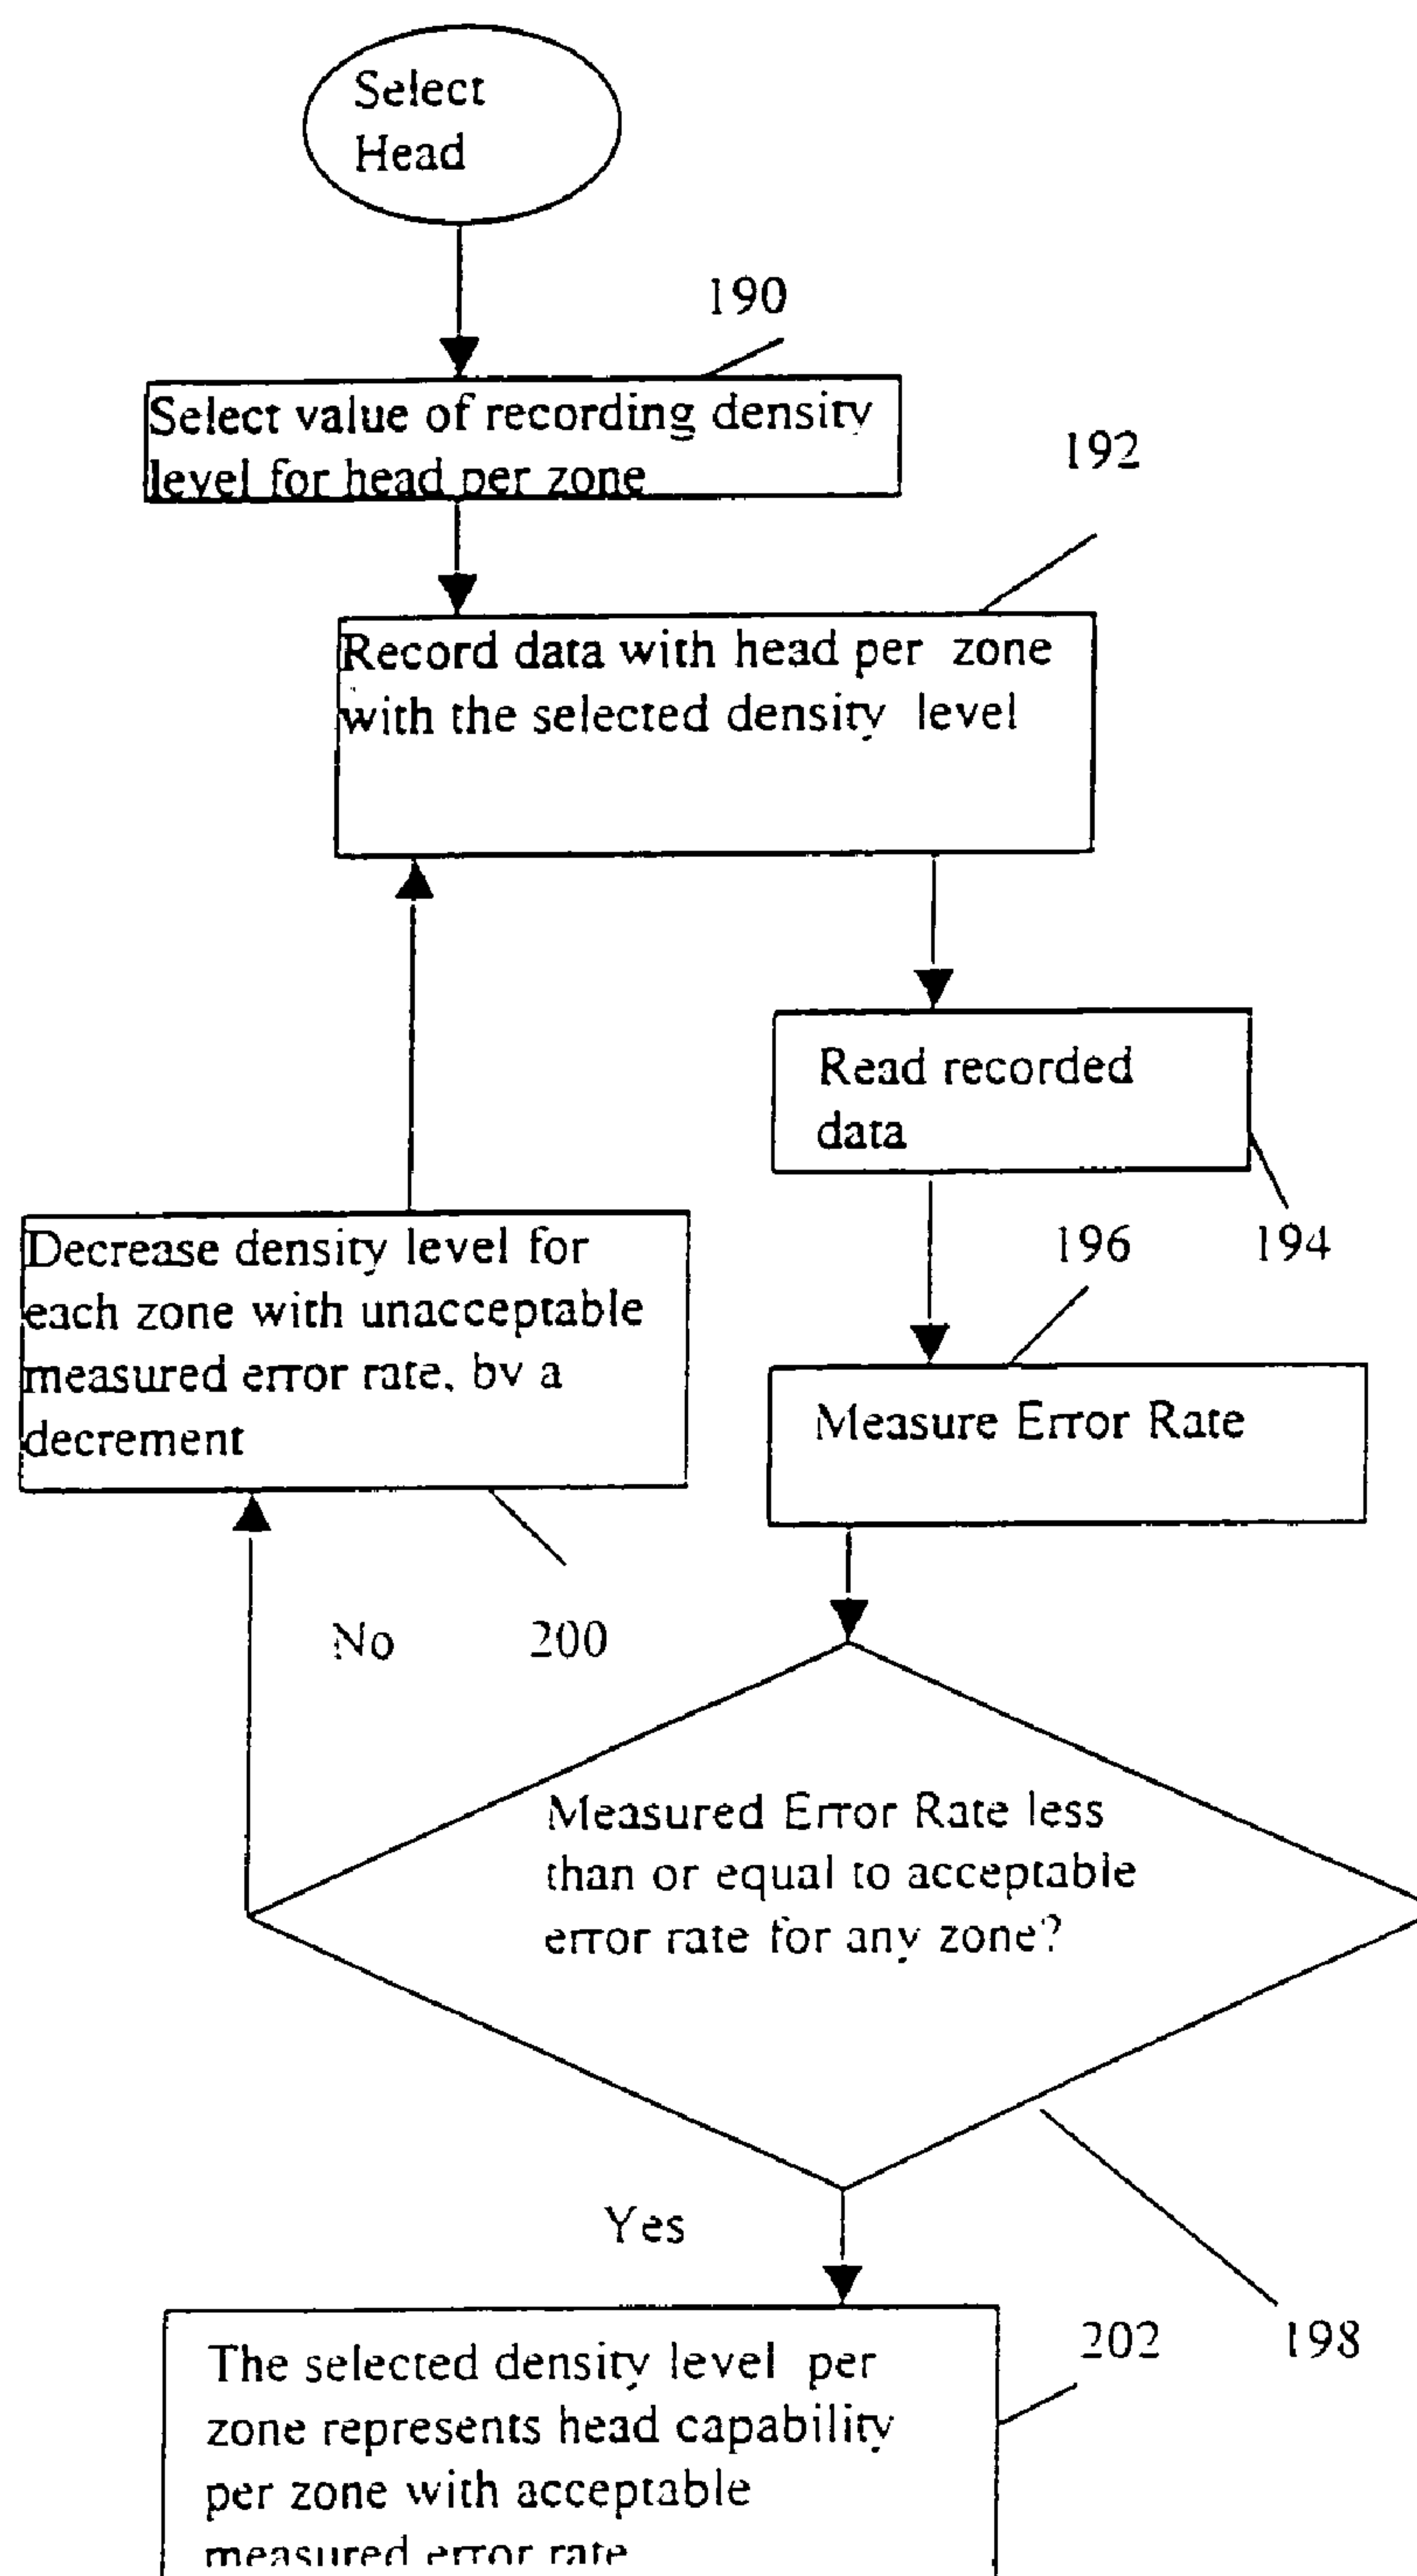 Select
Head
190
Select value of recording density
level for head per zone
192
Record data with head per zone
with the selected density level
Read recorded
data
194
196
Measure Error Rate
Decrease density level for
each zone with unacceptable
measured error rate, by a
decrement
200
No
Measured Error Rate less
than or equal to acceptable
error rate for any zone?
198
Yes
202
The selected density level per
zone represents head capability
per zone with acceptable
measured error rate